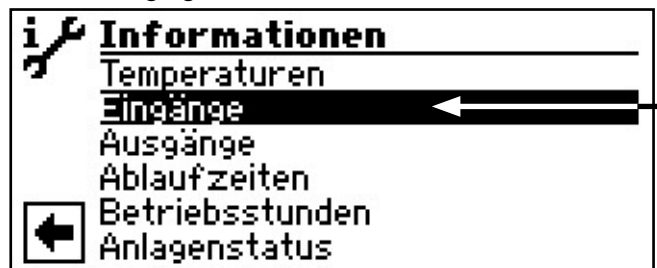 Informationen
Temperaturen
Eingänge
Ausgänge
Ablaufzeiten
Betriebsstunden
Anlagenstatus